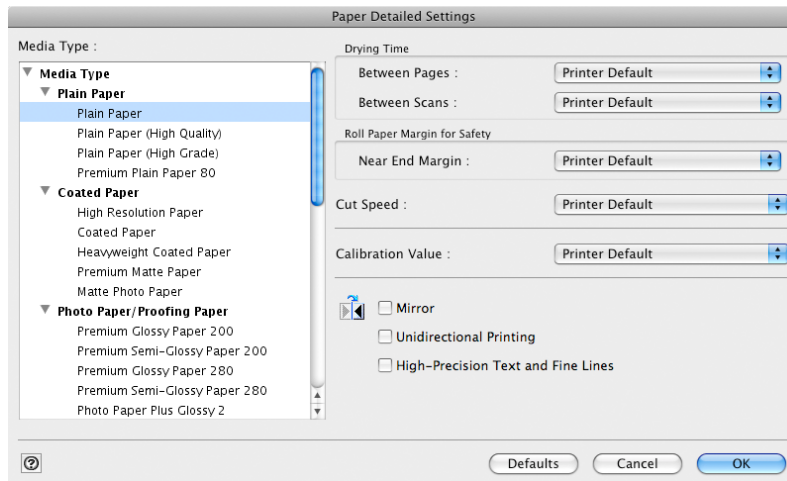 Paper Detailed Settings
Media Type :
Media Type
Plain Paper
Plain Paper
Plain Paper (High Quality)
Plain Paper (High Grade)
Premium Plain Paper 80
Coated Paper
High Resolution Paper
Coated Paper
Heavyweight Coated Paper
Premium Matte Paper
Matte Photo Paper
Photo Paper/Proofing Paper
Premium Glossy Paper 200
Premium Semi-Glossy Paper 200
Premium Glossy Paper 280
Premium Semi-Glossy Paper 280
Photo Paper Plus Glossy 2
Drying Time
Between Pages : Printer Default
Between Scans : Printer Default
Roll Paper Margin for Safety
Near End Margin : Printer Default
Cut Speed : Printer Default
Calibration Value : Printer Default
Mirror
Unidirectional Printing
High-Precision Text and Fine Lines
?
Defaults Cancel OK